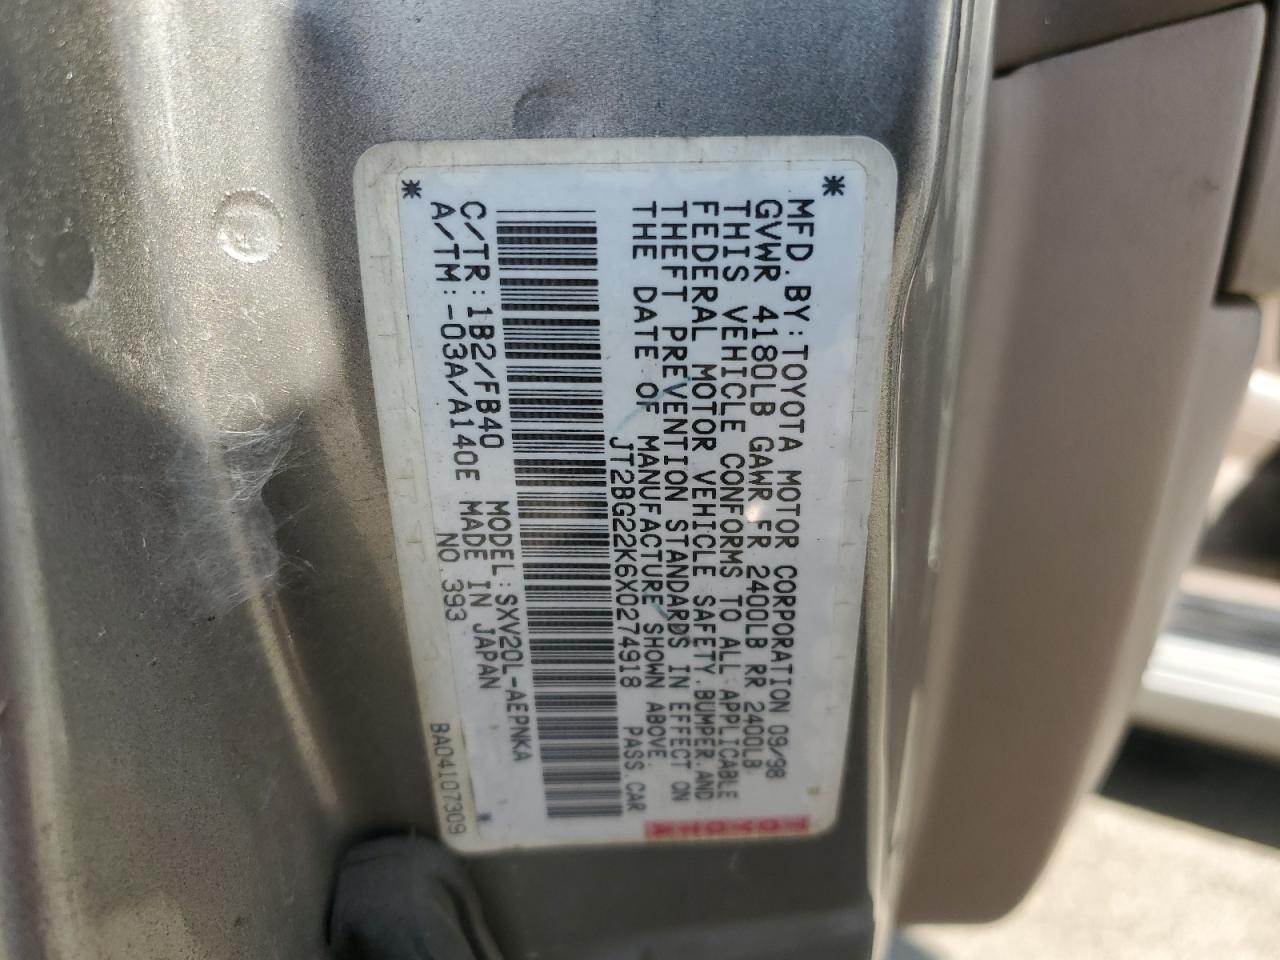 MFD.BY:TOYOTA MOTOR CORPORATION 09/98
GVWR 4180LB GAWR FR 2400LB RR 2400LB
THIS VEHICLE CONFORMS TO ALL APPLICABLE
FEDERAL MOTOR VEHICLE SAFETY,BUMPER,AND
THEFT PREVENTION STANDARDS IN EFFECT ON
THE DATE OF MANUFACTURE SHOWN ABOVE.
JT2BG22K6X0274918 PASS.CAR
C/TR:1B2/FB40 MODEL:SXV20L-AEPNKA
A/TM:-03A/A140E MADE IN JAPAN
NO.393
BA04107309
TOYOTA